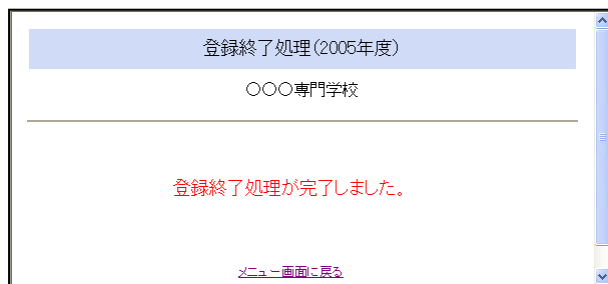 登録終了処理(2005年度)
○○○専門学校
登録終了処理が完了しました。
メニュー画面に戻る